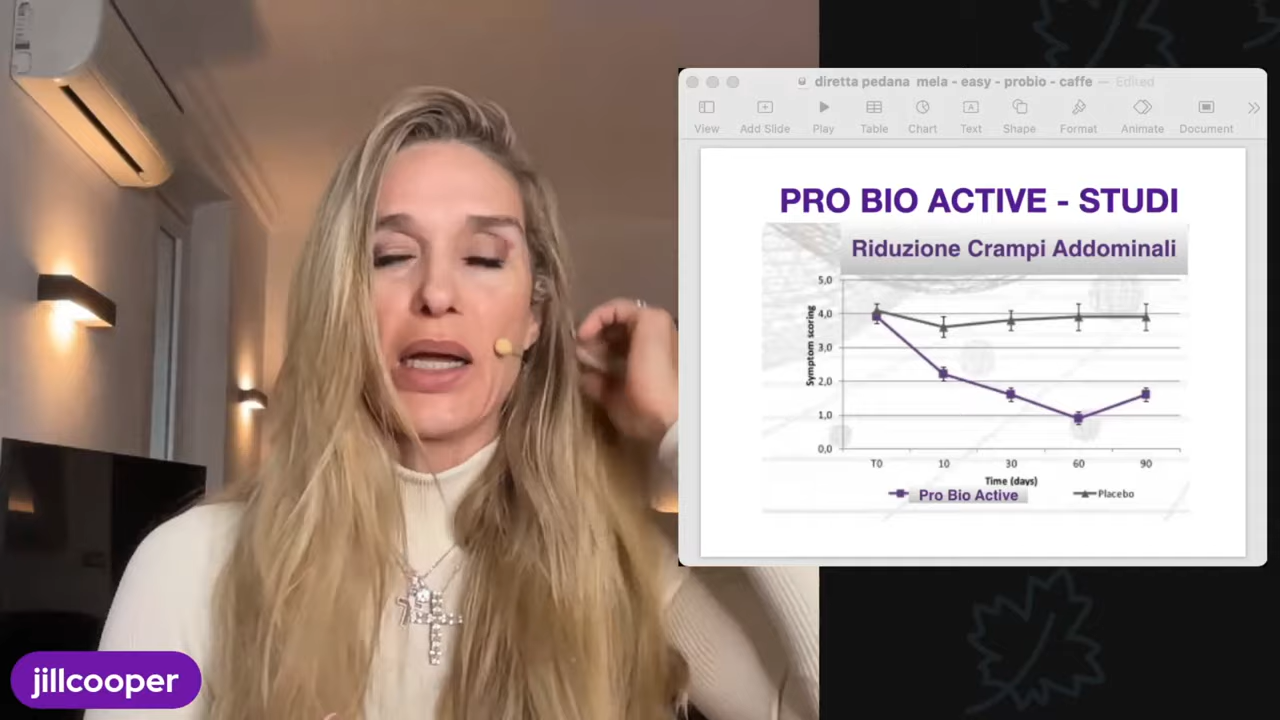 diretta pedana mela - easy - probio - caffe — Edited
View
Add Slide
Play
Table
Chart
Text
Shape
Format
Animate
Document
PRO BIO ACTIVE - STUDI
Riduzione Crampi Addominali
Symptom scoring
5,0
4,0
3,0
2,0
1,0
0,0
T0 10 30 60 90
Time (days)
Pro Bio Active
Placebo
jillcooper